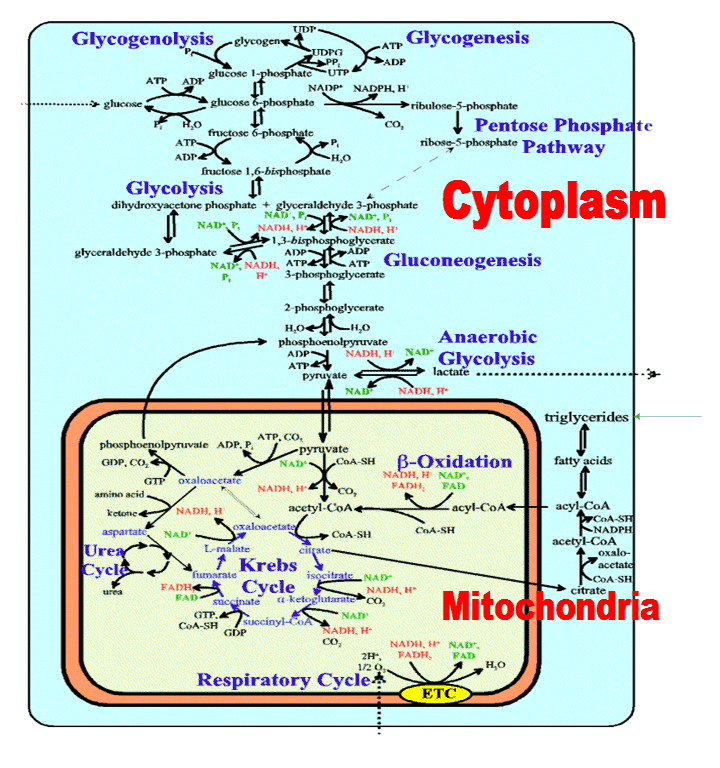 UDP
Glycogenolysis glycogen Glycogenesis
UDPG ATP
Pi PPi ADP
glucose 1-phosphate UTP
ATP ADP NADP⁺ NADPH, H⁺
glucose glucose 6-phosphate ribulose-5-phosphate
Pi H₂O CO₂
fructose 6-phosphate Pentose Phosphate
ATP Pi ribose-5-phosphate Pathway
ADP H₂O
fructose 1,6-bisphosphate
Glycolysis
Cytoplasm
dihydroxyacetone phosphate + glyceraldehyde 3-phosphate
NAD⁺, Pi NAD⁺, Pi NAD⁺, Pi
NADH, H⁺ NADH, H⁺ NADH, H⁺
1,3-bisphosphoglycerate
glyceraldehyde 3-phosphate ADP ADP Gluconeogenesis
NAD⁺, Pi NADH, H⁺ ATP ATP
3-phosphoglycerate
2-phosphoglycerate
H₂O H₂O
phosphoenolpyruvate
Anaerobic
Glycolysis
ADP NADH, H⁺ NAD⁺
ATP
pyruvate lactate
NAD⁺ NADH, H⁺
triglycerides
phosphoenolpyruvate ADP, Pi ATP, CO₂ pyruvate
GDP, CO₂ NAD⁺ CoA-SH β-Oxidation fatty acids
GTP oxaloacetate NADH, H⁺ CO₂ NADH, H⁺ NAD⁺,
FADH₂ FAD
amino acid acetyl-CoA acyl-CoA acyl-CoA
ketone NADH, H⁺ oxaloacetate CoA-SH CoA-SH CoA-SH
NADPH
aspartate NAD⁺ acetyl-CoA
Urea L-malate citrate oxalo-
acetate
Cycle Krebs CoA-SH
urea fumarate Cycle isocitrate NAD⁺ citrate
FADH₂ NADH, H⁺
FAD succinate α-ketoglutarate CO₂
Mitochondria
GTP, NAD⁺
CoA-SH succinyl-CoA NADH, H⁺
GDP CO₂
2H⁺, NADH, H⁺ NAD⁺,
1/2 O₂ FADH₂ FAD H₂O
Respiratory Cycle ETC